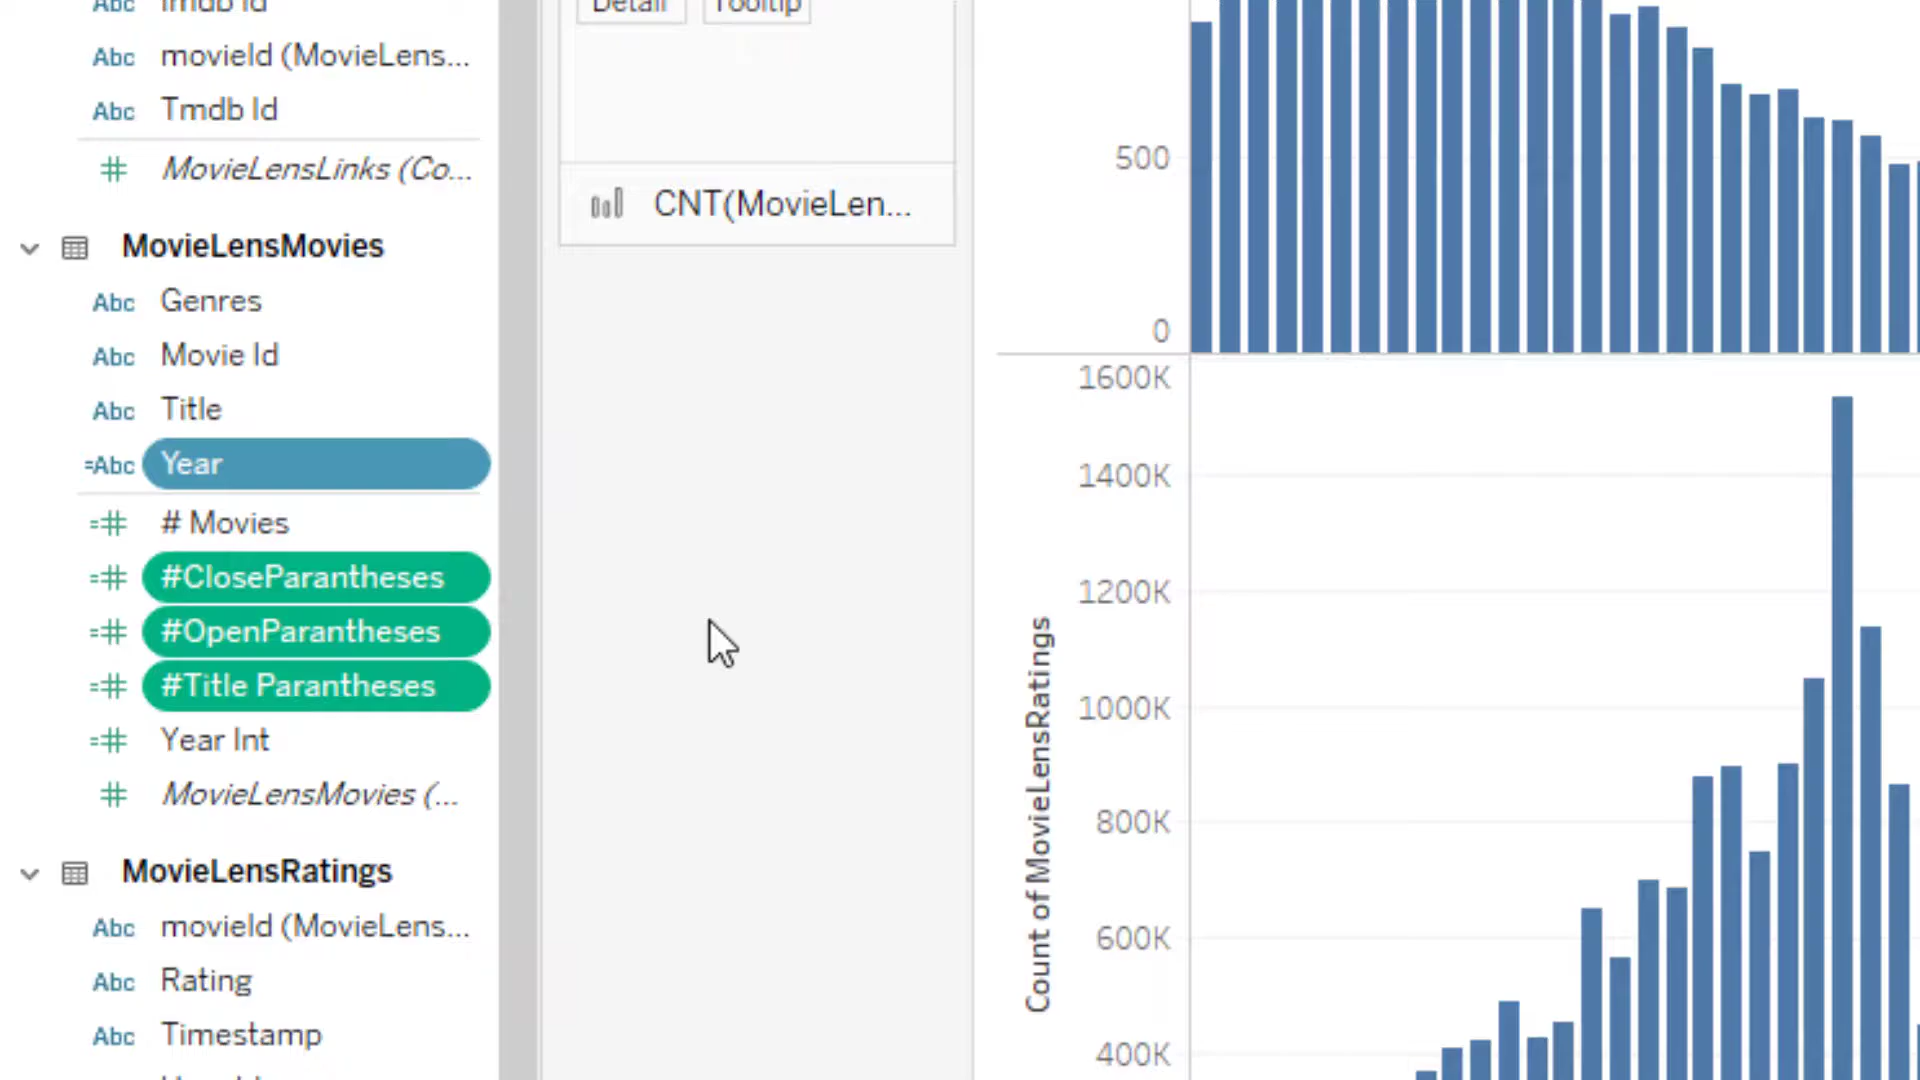 Imdb Id
Abc movieId (MovieLens...
Abc Tmdb Id
MovieLensLinks (Co...
MovieLensMovies
Abc Genres
Abc Movie Id
Abc Title
=Abc Year
=# # Movies
=# #CloseParantheses
=# #OpenParantheses
=# #Title Parantheses
=# Year Int
# MovieLensMovies (...
MovieLensRatings
Abc movieId (MovieLens...
Abc Rating
Abc Timestamp
Detail Tooltip
CNT(MovieLen...
500
0
1600K
1400K
1200K
1000K
800K
600K
400K
Count of MovieLensRatings